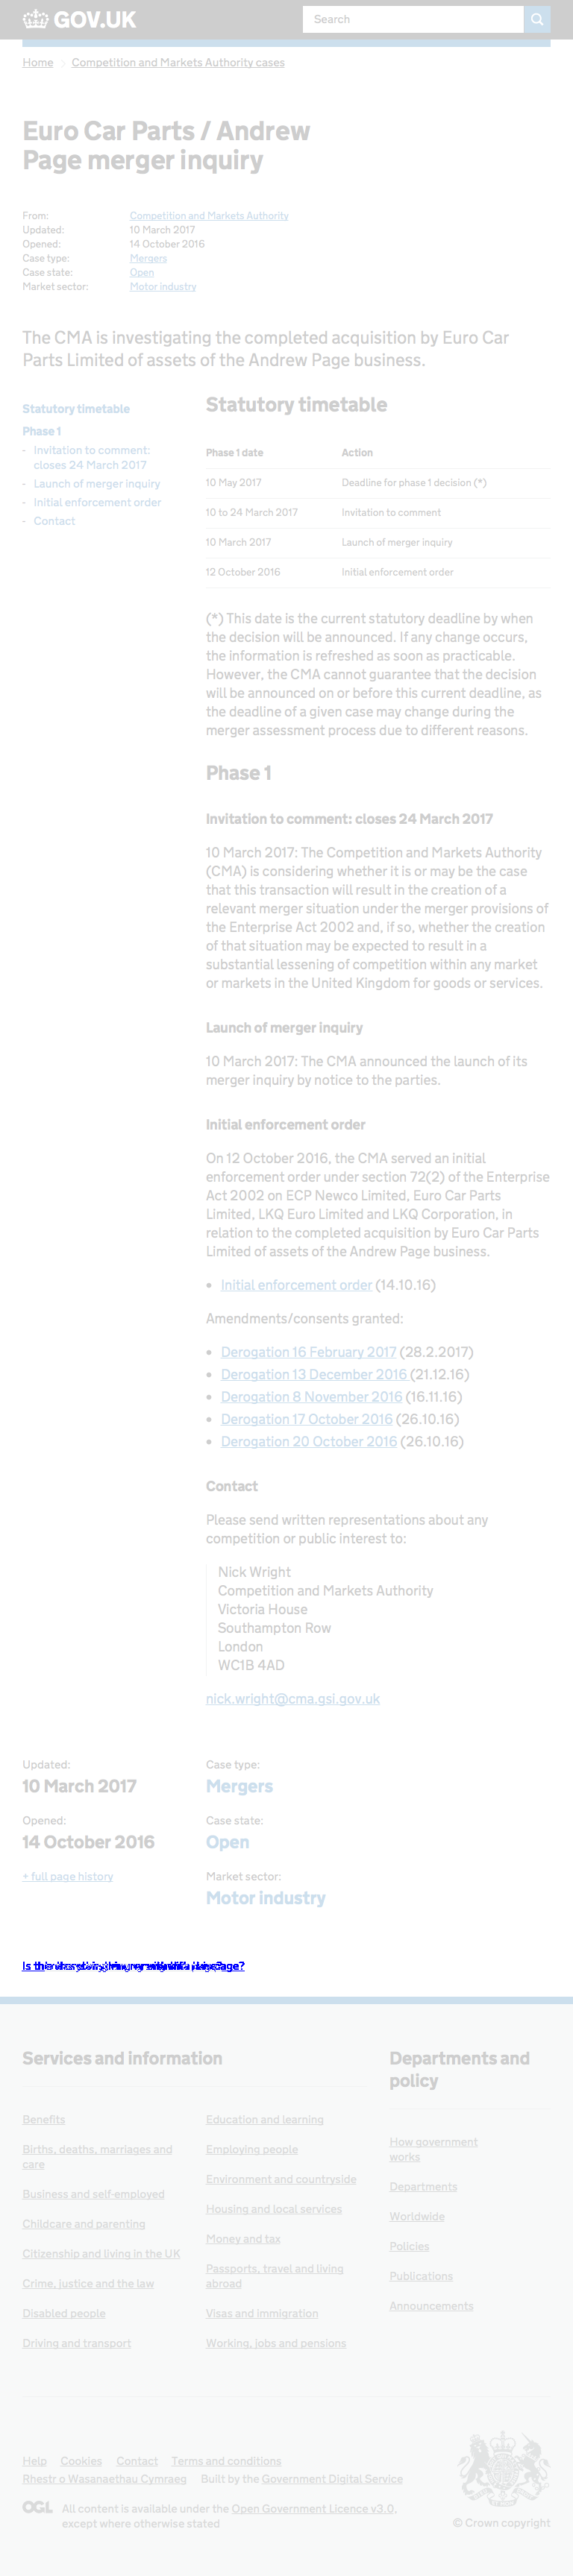 GOV.UK
Search
Home
Competition and Markets Authority cases
Euro Car Parts / Andrew
Page merger inquiry
From: Competition and Markets Authority
Updated: 10 March 2017
Opened: 14 October 2016
Case type: Mergers
Case state: Open
Market sector: Motor industry
The CMA is investigating the completed acquisition by Euro Car
Parts Limited of assets of the Andrew Page business.
Statutory timetable
Phase 1
- Invitation to comment:
closes 24 March 2017
- Launch of merger inquiry
- Initial enforcement order
- Contact
Statutory timetable
Phase 1 date Action
10 May 2017 Deadline for phase 1 decision (*)
10 to 24 March 2017 Invitation to comment
10 March 2017 Launch of merger inquiry
12 October 2016 Initial enforcement order
(*) This date is the current statutory deadline by when
the decision will be announced. If any change occurs,
the information is refreshed as soon as practicable.
However, the CMA cannot guarantee that the decision
will be announced on or before this current deadline, as
the deadline of a given case may change during the
merger assessment process due to different reasons.
Phase 1
Invitation to comment: closes 24 March 2017
10 March 2017: The Competition and Markets Authority
(CMA) is considering whether it is or may be the case
that this transaction will result in the creation of a
relevant merger situation under the merger provisions of
the Enterprise Act 2002 and, if so, whether the creation
of that situation may be expected to result in a
substantial lessening of competition within any market
or markets in the United Kingdom for goods or services.
Launch of merger inquiry
10 March 2017: The CMA announced the launch of its
merger inquiry by notice to the parties.
Initial enforcement order
On 12 October 2016, the CMA served an initial
enforcement order under section 72(2) of the Enterprise
Act 2002 on ECP Newco Limited, Euro Car Parts
Limited, LKQ Euro Limited and LKQ Corporation, in
relation to the completed acquisition by Euro Car Parts
Limited of assets of the Andrew Page business.
• Initial enforcement order (14.10.16)
Amendments/consents granted:
• Derogation 16 February 2017 (28.2.2017)
• Derogation 13 December 2016 (21.12.16)
• Derogation 8 November 2016 (16.11.16)
• Derogation 17 October 2016 (26.10.16)
• Derogation 20 October 2016 (26.10.16)
Contact
Please send written representations about any
competition or public interest to:
Nick Wright
Competition and Markets Authority
Victoria House
Southampton Row
London
WC1B 4AD
nick.wright@cma.gsi.gov.uk
Updated:
10 March 2017
Opened:
14 October 2016
+ full page history
Case type:
Mergers
Case state:
Open
Market sector:
Motor industry
Is
Services and information
Benefits
Births, deaths, marriages and
care
Business and self-employed
Childcare and parenting
Citizenship and living in the UK
Crime, justice and the law
Disabled people
Driving and transport
Education and learning
Employing people
Environment and countryside
Housing and local services
Money and tax
Passports, travel and living
abroad
Visas and immigration
Working, jobs and pensions
Departments and
policy
How government
works
Departments
Worldwide
Policies
Publications
Announcements
Help Cookies Contact Terms and conditions
Rhestr o Wasanaethau Cymraeg Built by the Government Digital Service
OGL All content is available under the Open Government Licence v3.0,
except where otherwise stated
© Crown copyright